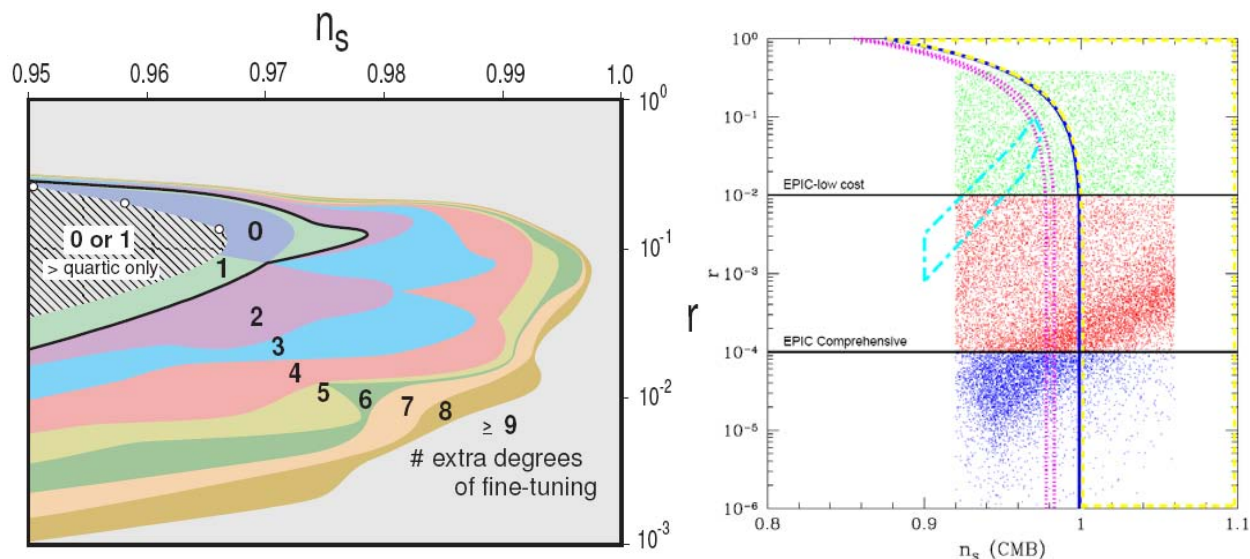 n_s
0.95 0.96 0.97 0.98 0.99 1.0
10^0
0
0 or 1
> quartic only
10^-1
1
2
3
4
5 6 7 8
10^-2
≥ 9
# extra degrees
of fine-tuning
10^-3
r
10^0
10^-1
EPIC-low cost
10^-2
r
10^-3
EPIC Comprehensive
10^-4
10^-5
10^-6
0.8 0.9 1 1.1
n_s (CMB)